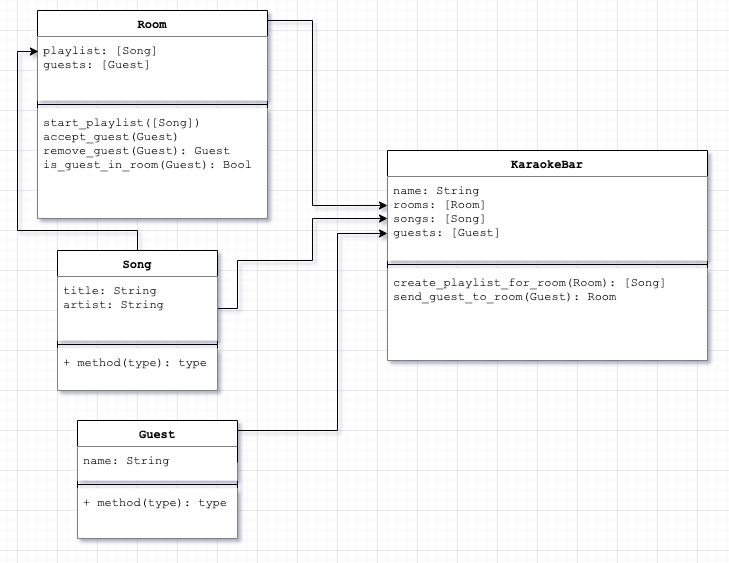 Room
playlist: [Song]
guests: [Guest]
start_playlist([Song])
accept_guest(Guest)
remove_guest(Guest): Guest
is_guest_in_room(Guest): Bool
KaraokeBar
name: String
rooms: [Room]
songs: [Song]
guests: [Guest]
create_playlist_for_room(Room): [Song]
send_guest_to_room(Guest): Room
Song
title: String
artist: String
+ method(type): type
Guest
name: String
+ method(type): type